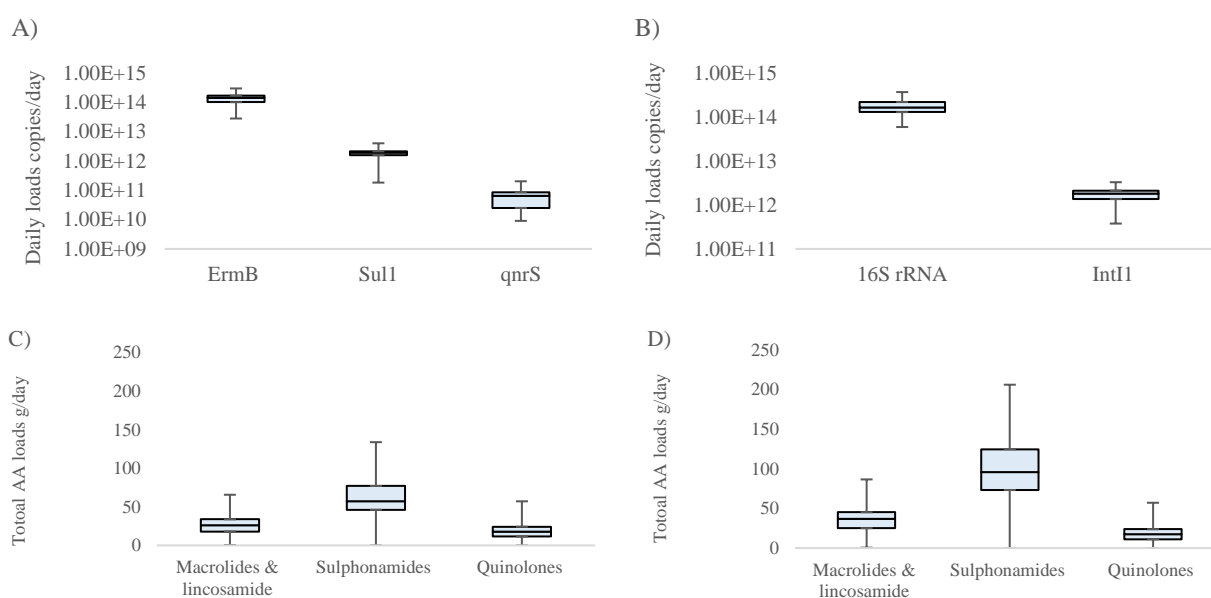 A)
Daily loads copies/day
1.00E+15
1.00E+14
1.00E+13
1.00E+12
1.00E+11
1.00E+10
1.00E+09
ErmB Sul1 qnrS
B)
Daily loads copies/day
1.00E+15
1.00E+14
1.00E+13
1.00E+12
1.00E+11
16S rRNA IntI1
C)
Totoal AA loads g/day
250
200
150
100
50
0
Macrolides & Sulphonamides Quinolones
lincosamide
D)
Totoal AA loads g/day
250
200
150
100
50
0
Macrolides & Sulphonamides Quinolones
lincosamide